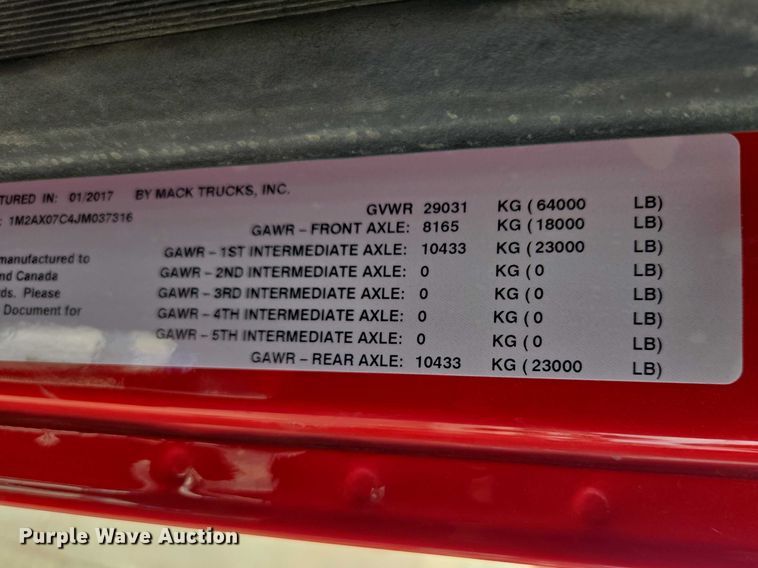 TURED IN: 01/2017 BY MACK TRUCKS, INC.
: 1M2AX07C4JM037316
GVWR 29031 KG ( 64000 LB)
GAWR – FRONT AXLE: 8165 KG ( 18000 LB)
manufactured to GAWR – 1ST INTERMEDIATE AXLE: 10433 KG ( 23000 LB)
nd Canada GAWR – 2ND INTERMEDIATE AXLE: 0 KG ( 0 LB)
rds. Please GAWR – 3RD INTERMEDIATE AXLE: 0 KG ( 0 LB)
Document for GAWR – 4TH INTERMEDIATE AXLE: 0 KG ( 0 LB)
GAWR – 5TH INTERMEDIATE AXLE: 0 KG ( 0 LB)
GAWR – REAR AXLE: 10433 KG ( 23000 LB)
Purple Wave Auction